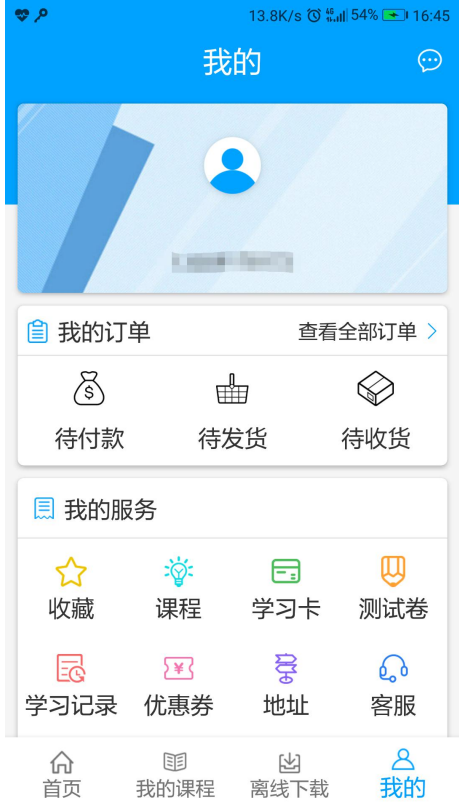 13.8K/s 4G 54% 16:45
我的
我的订单 查看全部订单
待付款 待发货 待收货
我的服务
收藏 课程 学习卡 测试卷
学习记录 优惠券 地址 客服
首页 我的课程 离线下载 我的